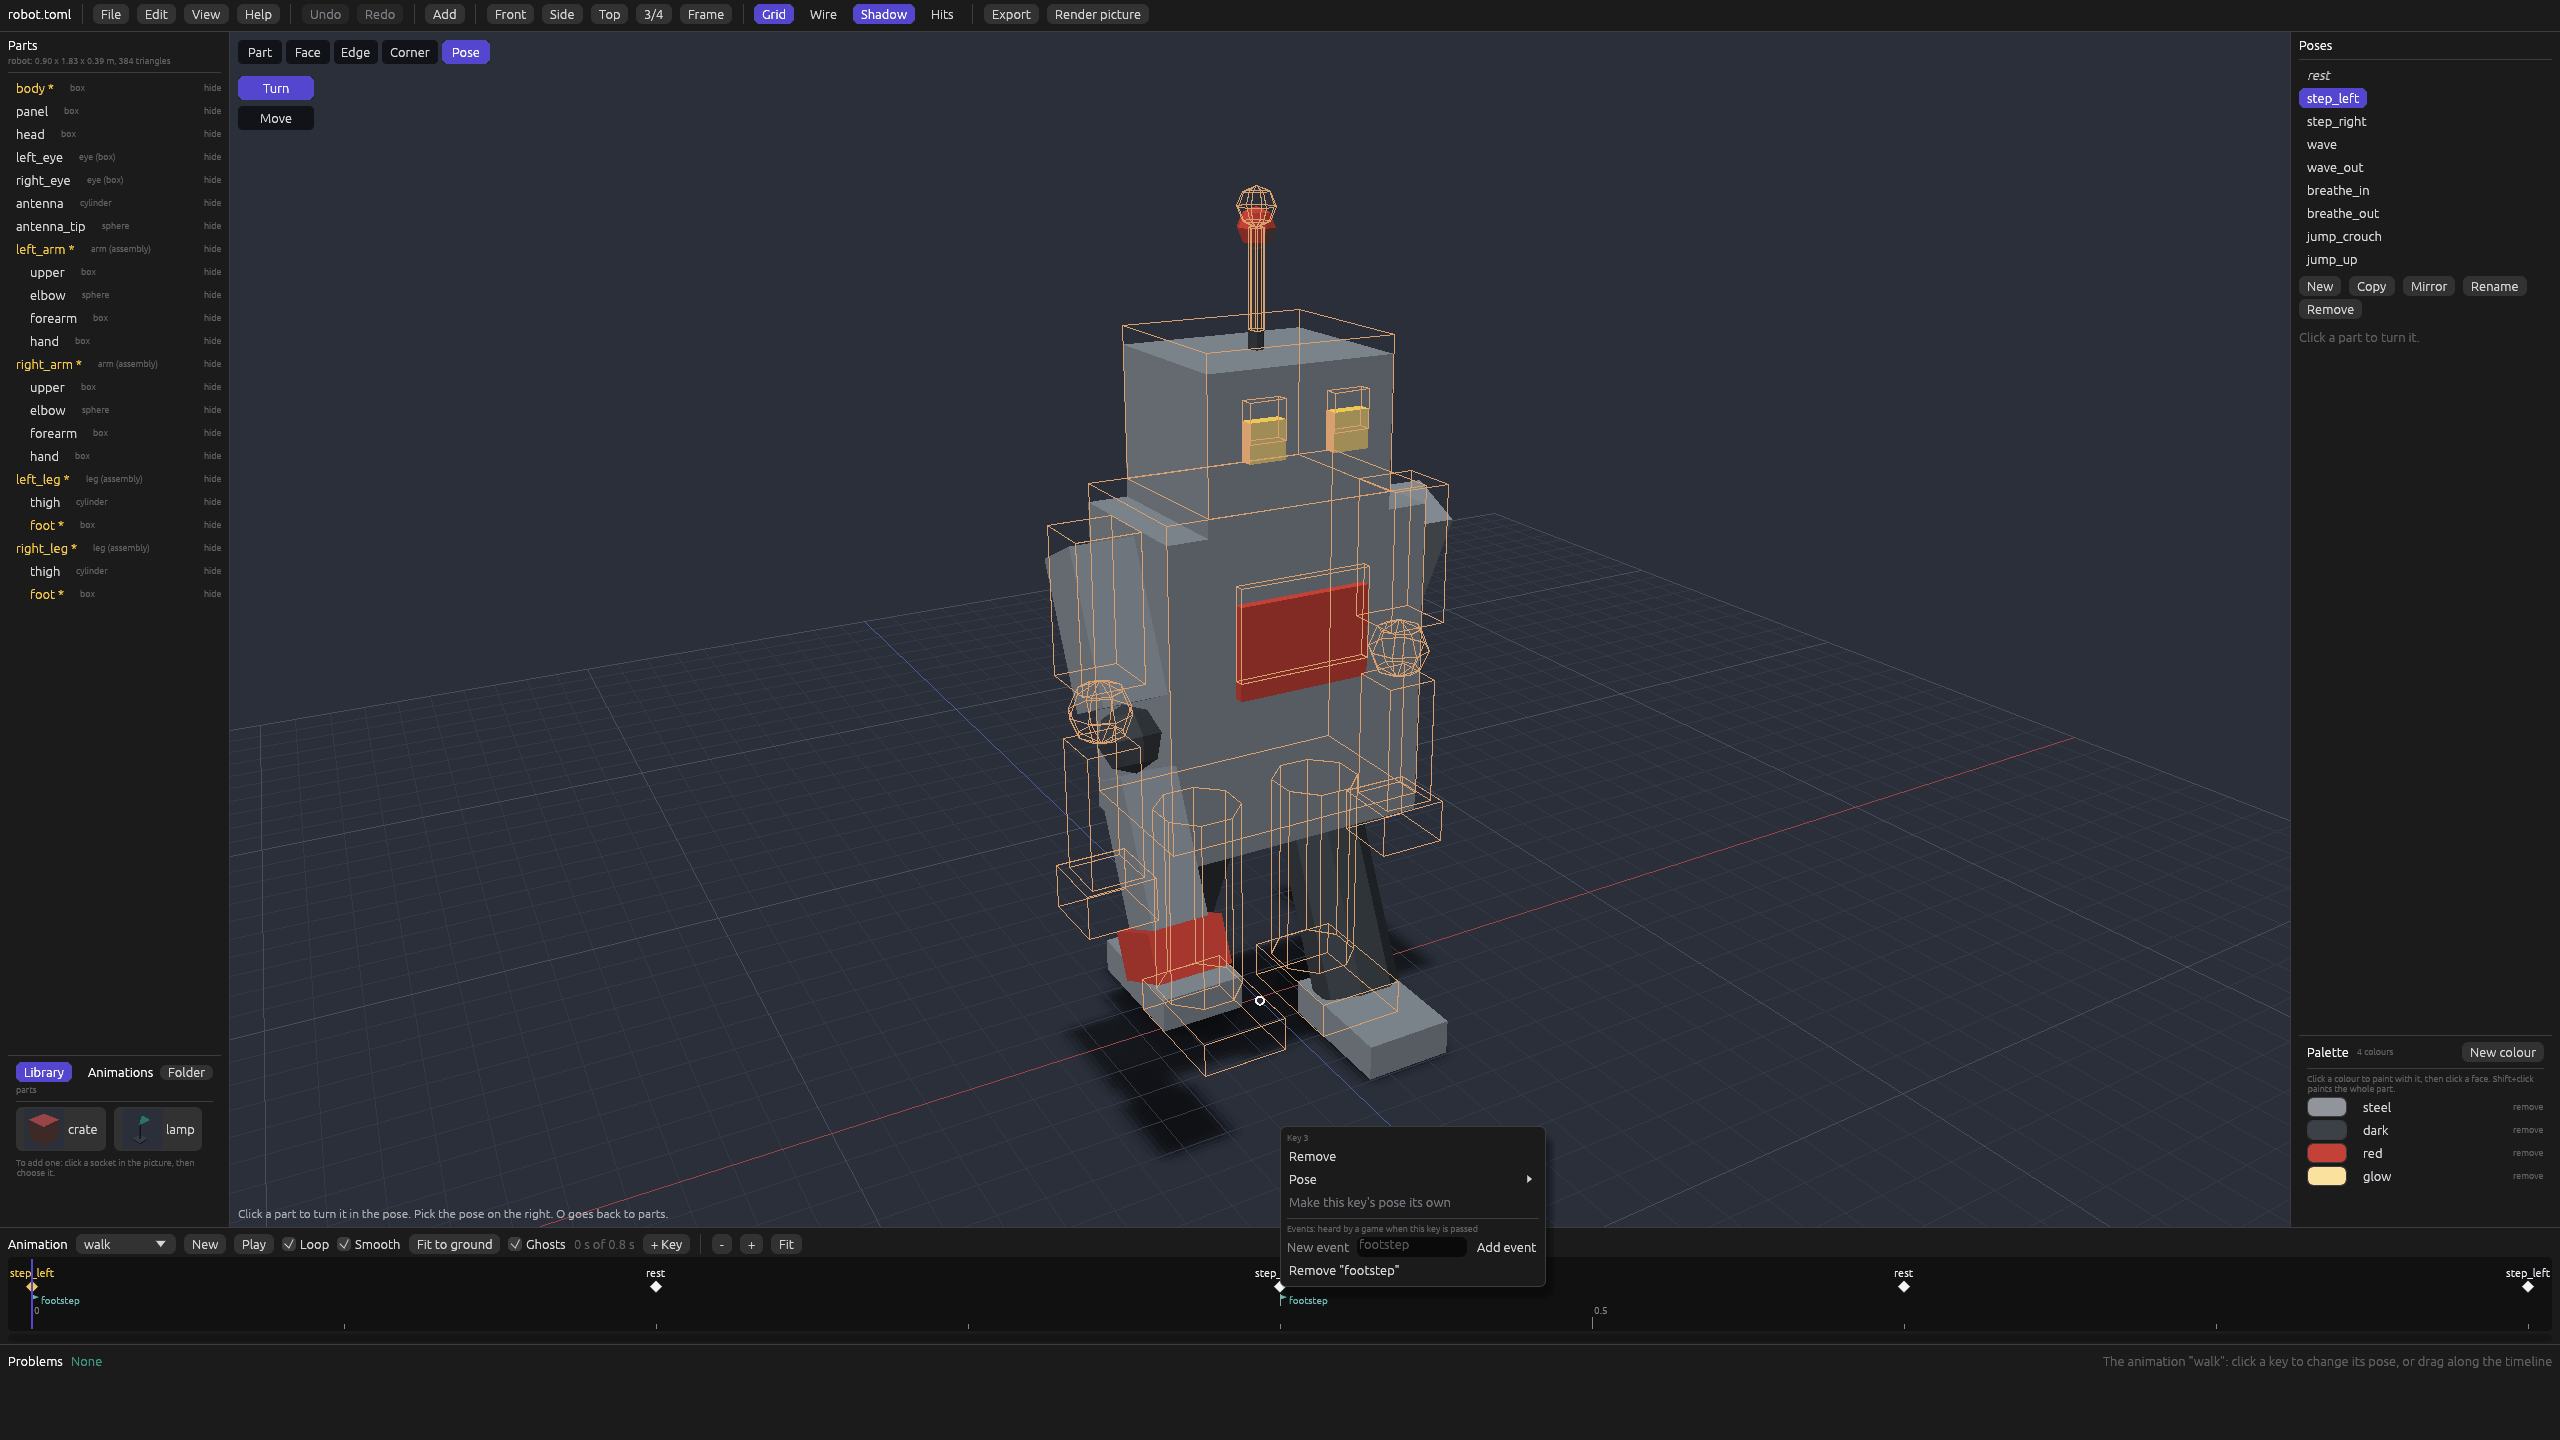 robot.toml File Edit View Help Undo Redo Add Front Side Top 3/4 Frame Grid Wire Shadow Hits Export Render picture
Parts
robot: 0.90 x 1.83 x 0.39 m, 384 triangles
body * box hide
panel box hide
head box hide
left_eye eye (box) hide
right_eye eye (box) hide
antenna cylinder hide
antenna_tip sphere hide
left_arm * arm (assembly) hide
upper box hide
elbow sphere hide
forearm box hide
hand box hide
right_arm * arm (assembly) hide
upper box hide
elbow sphere hide
forearm box hide
hand box hide
left_leg * leg (assembly) hide
thigh cylinder hide
foot * box hide
right_leg * leg (assembly) hide
thigh cylinder hide
foot * box hide
Library Animations Folder
parts
crate lamp
To add one: click a socket in the picture, then
choose it.
Part Face Edge Corner Pose
Turn
Move
Click a part to turn it in the pose. Pick the pose on the right. O goes back to parts.
Poses
rest
step_left
step_right
wave
wave_out
breathe_in
breathe_out
jump_crouch
jump_up
New Copy Mirror Rename
Remove
Click a part to turn it.
Palette 4 colours New colour
Click a colour to paint with it, then click a face. Shift+click
paints the whole part.
steel remove
dark remove
red remove
glow remove
Key 3
Remove
Pose
Make this key's pose its own
Events: heard by a game when this key is passed
New event footstep Add event
Remove "footstep"
Animation walk New Play Loop Smooth Fit to ground Ghosts 0 s of 0.8 s + Key - + Fit
step_left rest step_ rest step_left
footstep footstep
0 0.5
Problems None
The animation "walk": click a key to change its pose, or drag along the timeline